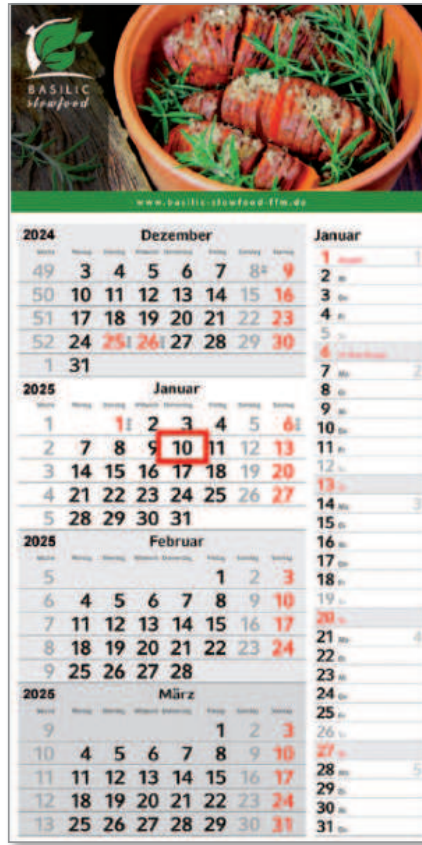 BASILIC
slowfood
www.basilic-slowfood-ffm.de
2024 Dezember
49 3 4 5 6 7 8 9
50 10 11 12 13 14 15 16
51 17 18 19 20 21 22 23
52 24 25 26 27 28 29 30
1 31
2025 Januar
1 1 2 3 4 5 6
2 7 8 9 10 11 12 13
3 14 15 16 17 18 19 20
4 21 22 23 24 25 26 27
5 28 29 30 31
2025 Februar
5 1 2 3
6 4 5 6 7 8 9 10
7 11 12 13 14 15 16 17
8 18 19 20 21 22 23 24
9 25 26 27 28
2025 März
9 1 2 3
10 4 5 6 7 8 9 10
11 11 12 13 14 15 16 17
12 18 19 20 21 22 23 24
13 25 26 27 28 29 30 31
Januar
1 1
2
3
4
5
6
7 2
8
9
10
11
12
13
14 3
15
16
17
18
19
20
21 4
22
23
24
25
26
27
28 5
29
30
31